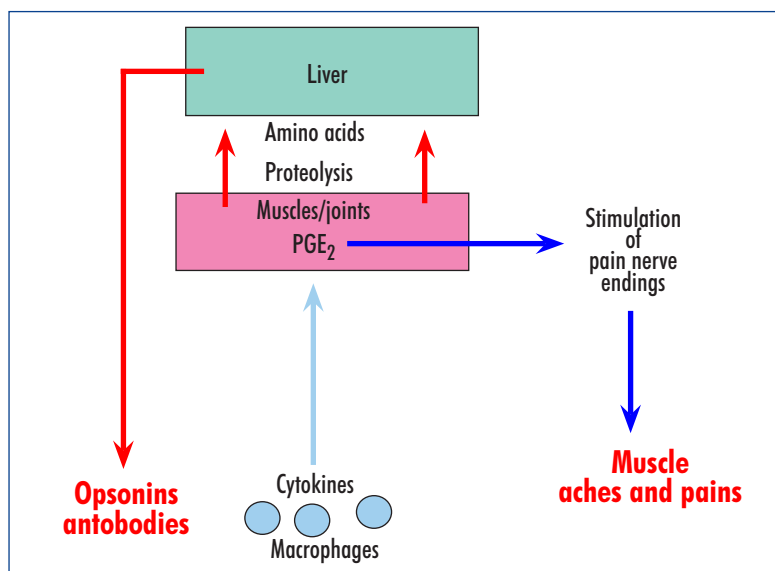 Liver
Amino acids
Proteolysis
Muscles/joints
PGE₂
Stimulation
of
pain nerve
endings
Cytokines
Macrophages
Opsonins
antobodies
Muscle
aches and pains